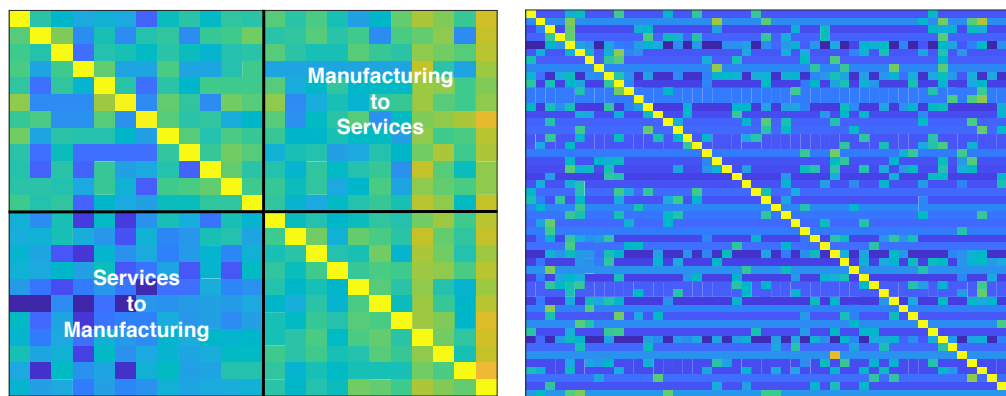 Manufacturing
to
Services
Services
to
Manufacturing